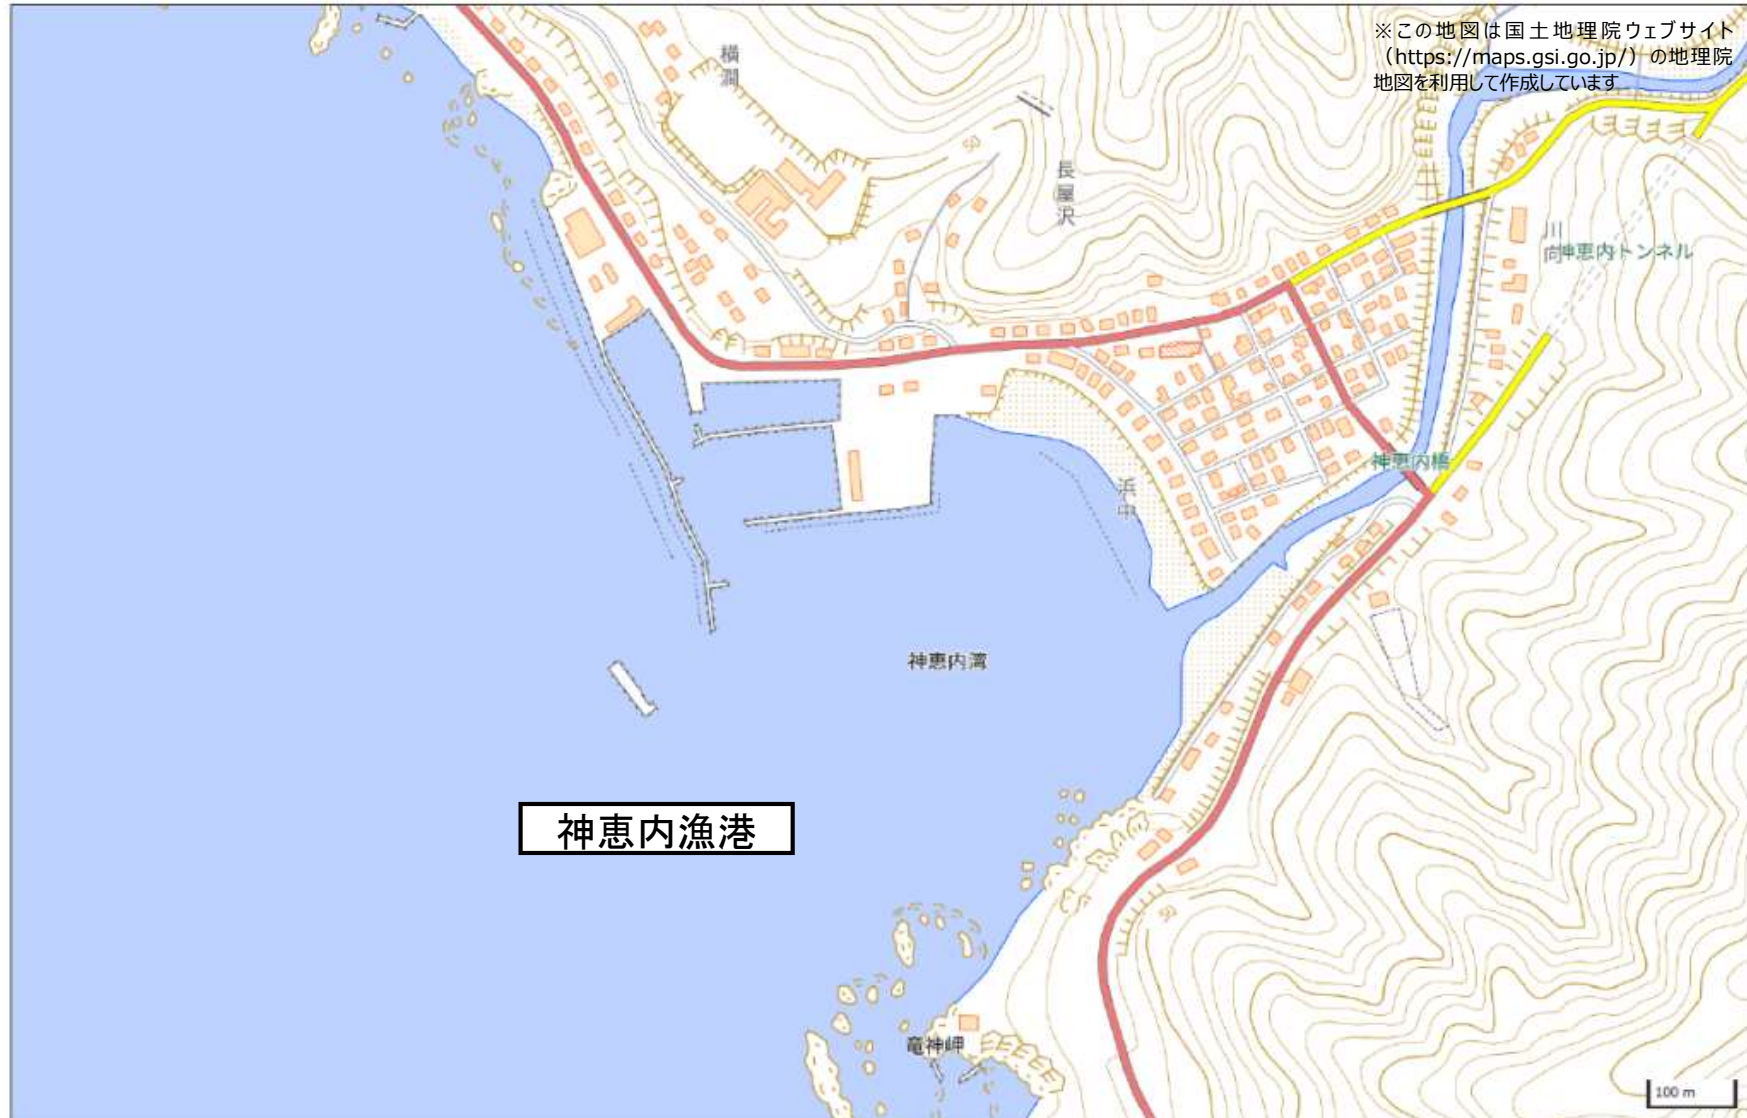 ※この地図は国土地理院ウェブサイト
（https://maps.gsi.go.jp/）の地理院
地図を利用して作成しています
横澗
50
長屋沢
川向
神恵内トンネル
神恵内橋
浜中
神恵内湾
神恵内漁港
50
竜神岬
100 m